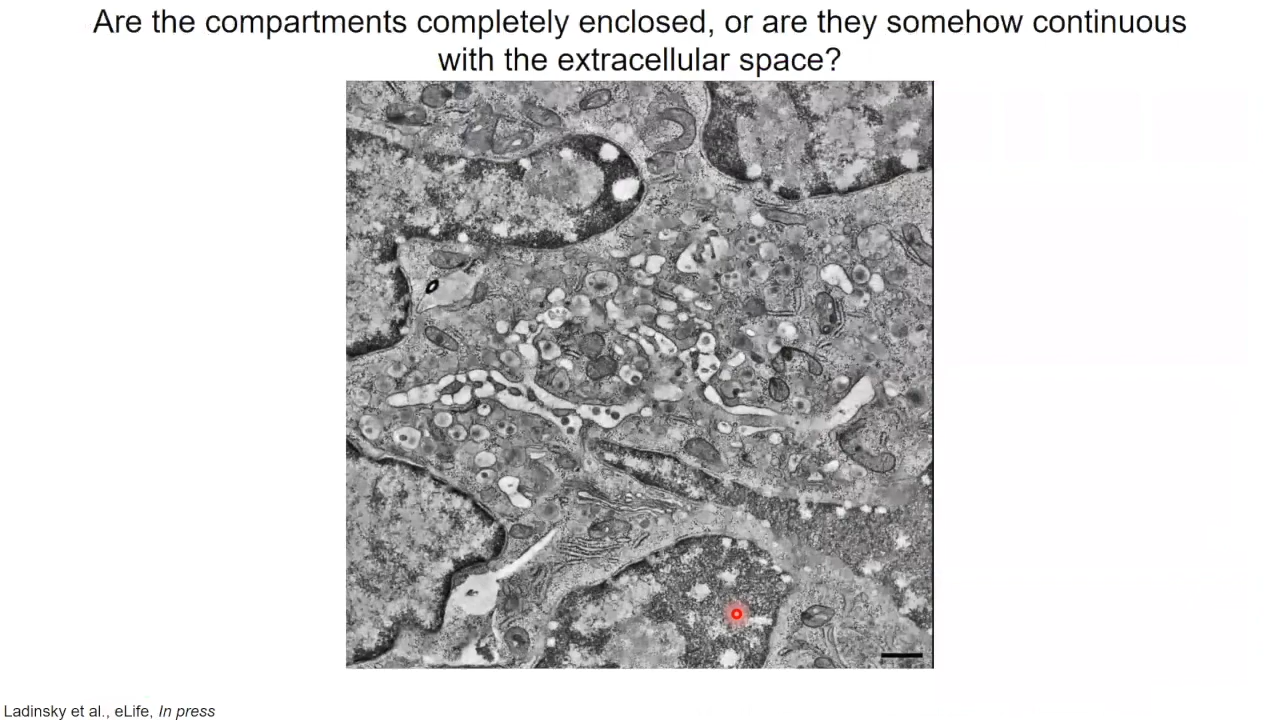 Are the compartments completely enclosed, or are they somehow continuous
with the extracellular space?
Ladinsky et al., eLife, In press